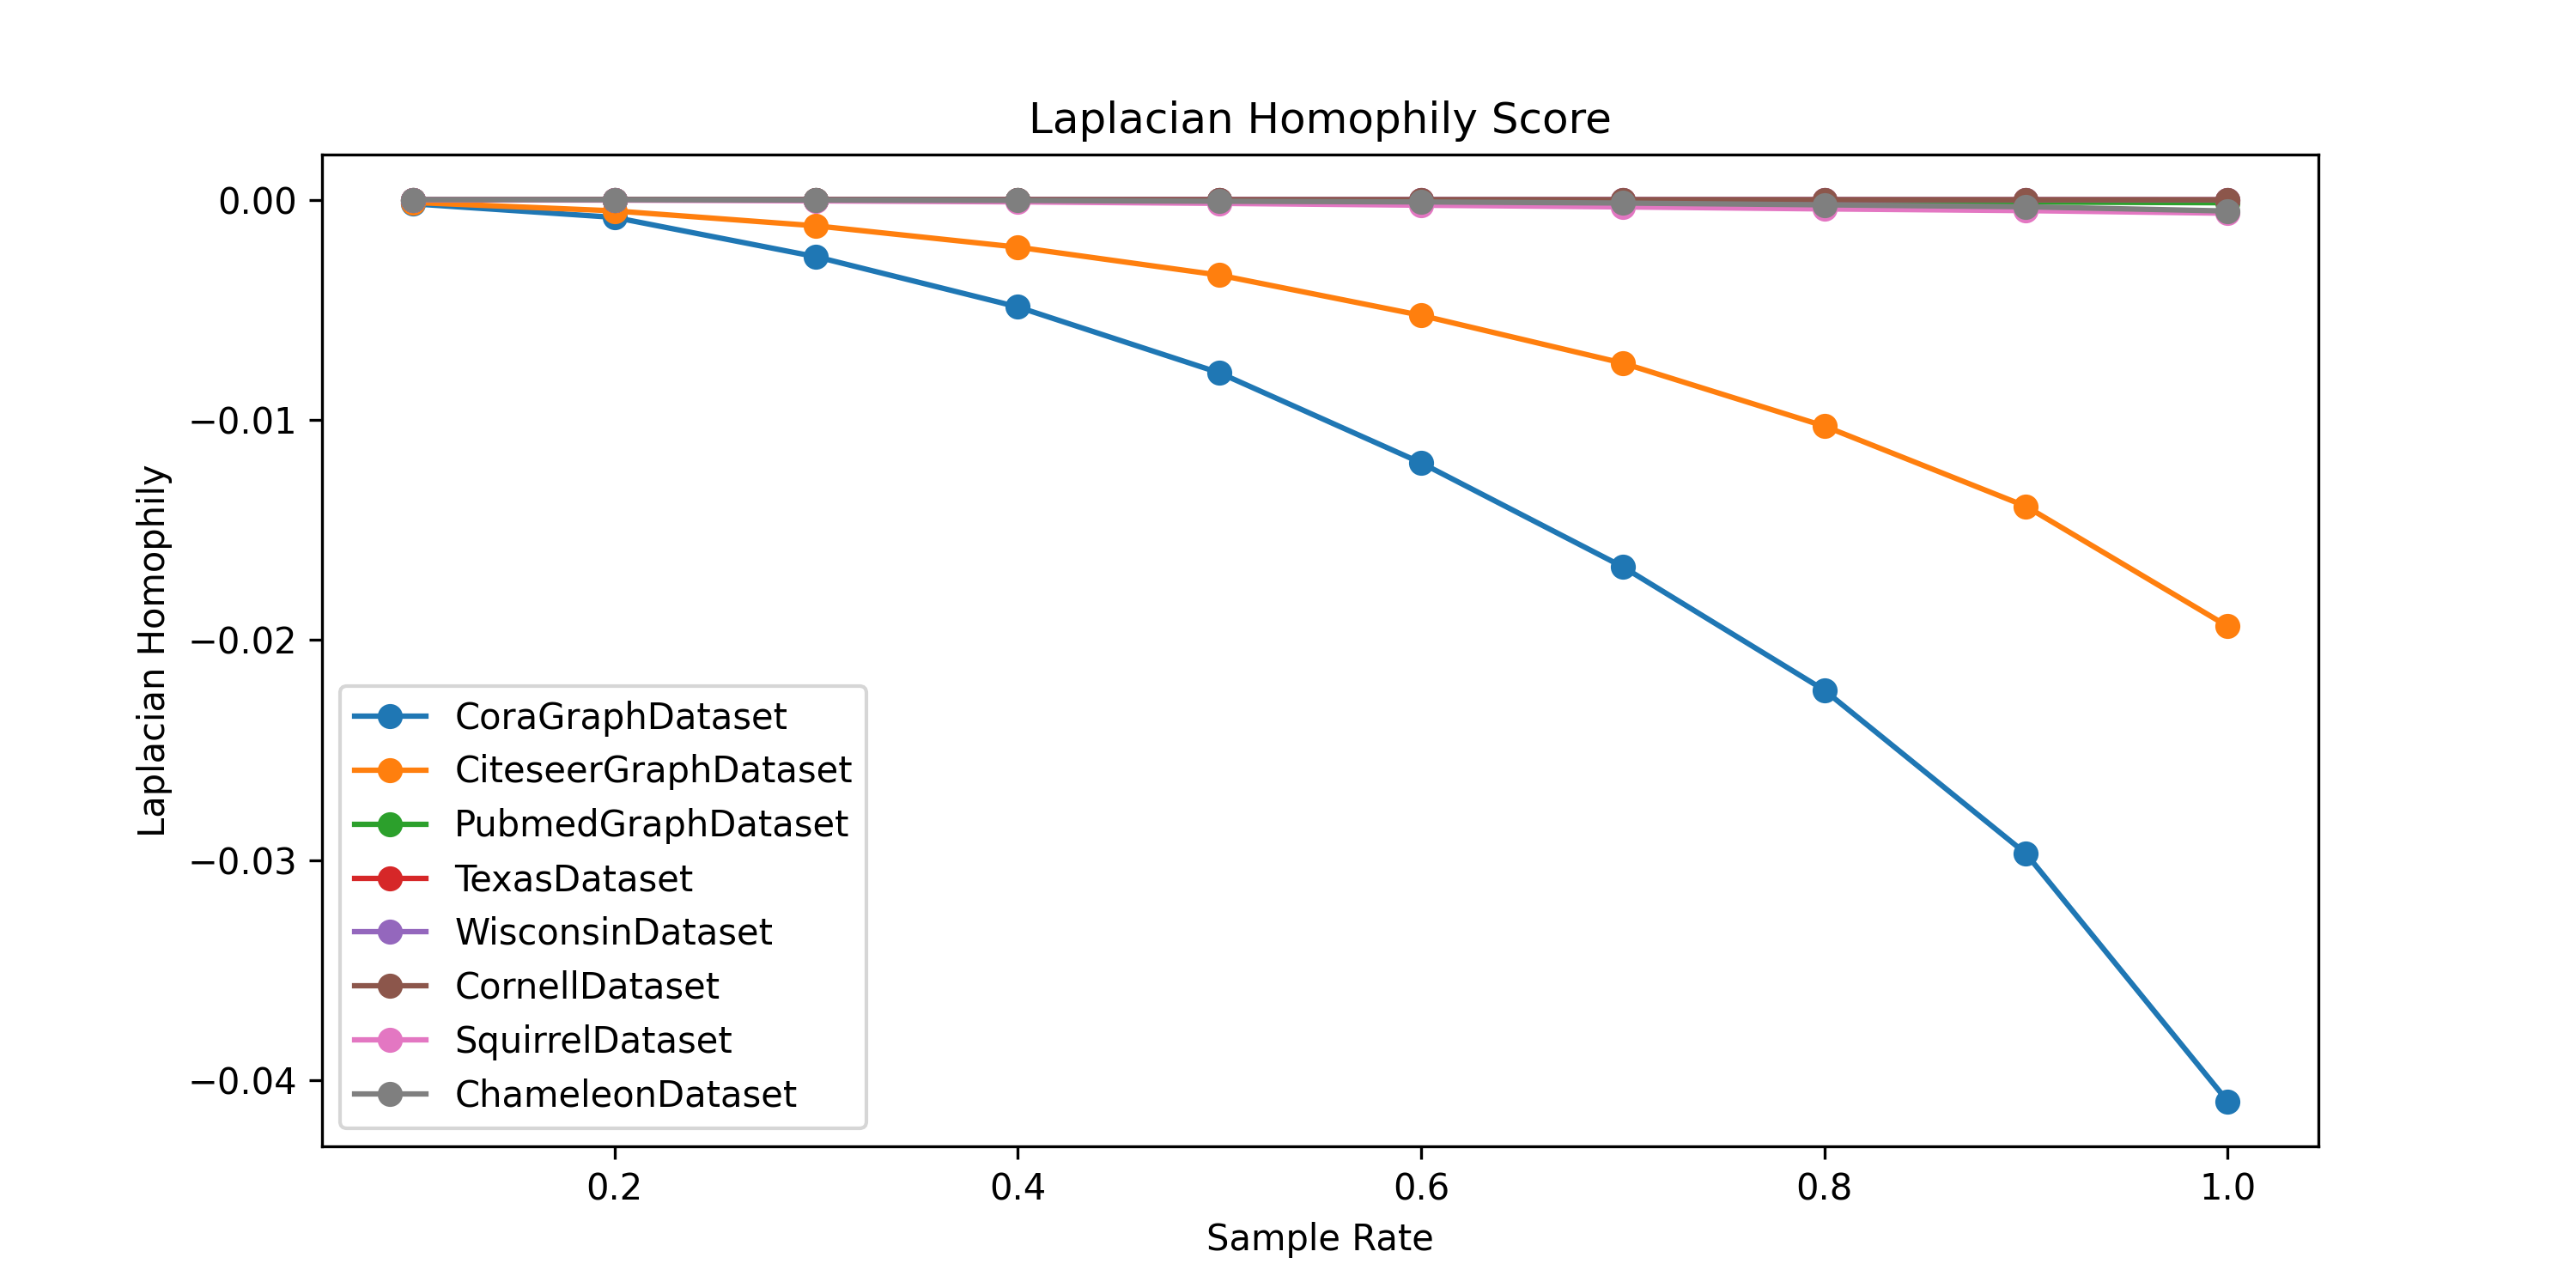 Laplacian Homophily Score
Laplacian Homophily
0.00
−0.01
−0.02
−0.03
−0.04
CoraGraphDataset
CiteseerGraphDataset
PubmedGraphDataset
TexasDataset
WisconsinDataset
CornellDataset
SquirrelDataset
ChameleonDataset
0.2 0.4 0.6 0.8 1.0
Sample Rate